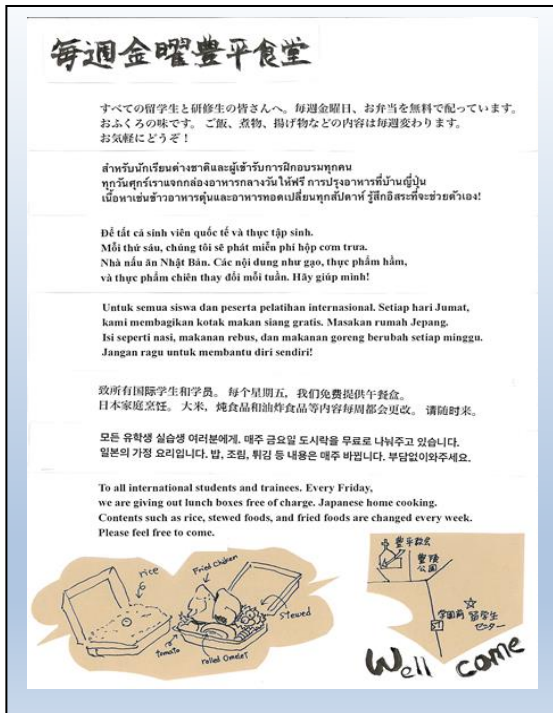 毎週金曜豊平食堂
すべての留学生と研修生の皆さんへ。毎週金曜日、お弁当を無料で配っています。
おふくろの味です。ご飯、煮物、揚げ物などの内容は毎週変わります。
お気軽にどうぞ！
สำหรับนักเรียนต่างชาติและผู้เข้ารับการฝึกอบรมทุกคน
ทุกวันศุกร์เราแจกกล่องอาหารกลางวันให้ฟรี การปรุงอาหารที่บ้านญี่ปุ่น
เนื้อหาเช่นข้าวอาหารตุ๋นและอาหารทอดเปลี่ยนทุกสัปดาห์ รู้สึกอิสระที่จะช่วยตัวเอง!
Để tất cả sinh viên quốc tế và thực tập sinh.
Mỗi thứ sáu, chúng tôi sẽ phát miễn phí hộp cơm trưa.
Nhà nấu ăn Nhật Bản. Các nội dung như gạo, thực phẩm hầm,
và thực phẩm chiên thay đổi mỗi tuần. Hãy giúp mình!
Untuk semua siswa dan peserta pelatihan internasional. Setiap hari Jumat,
kami membagikan kotak makan siang gratis. Masakan rumah Jepang.
Isi seperti nasi, makanan rebus, dan makanan goreng berubah setiap minggu.
Jangan ragu untuk membantu diri sendiri!
致所有国际学生和学员。 每个星期五，我们免费提供午餐盒。
日本家庭烹饪。 大米，炖食品和油炸食品等内容每周都会更改。 请随时来。
모든 유학생 실습생 여러분에게. 매주 금요일 도시락을 무료로 나눠주고 있습니다.
일본의 가정 요리입니다. 밥, 조림, 튀김 등 내용은 매주 바뀝니다. 부담없이와주세요.
To all international students and trainees. Every Friday,
we are giving out lunch boxes free of charge. Japanese home cooking.
Contents such as rice, stewed foods, and fried foods are changed every week.
Please feel free to come.
rice
Fried chicken
stewed
tomato
rolled omelet
豊平教会
豊陵
公園
学園前
留学生
センター
Well come